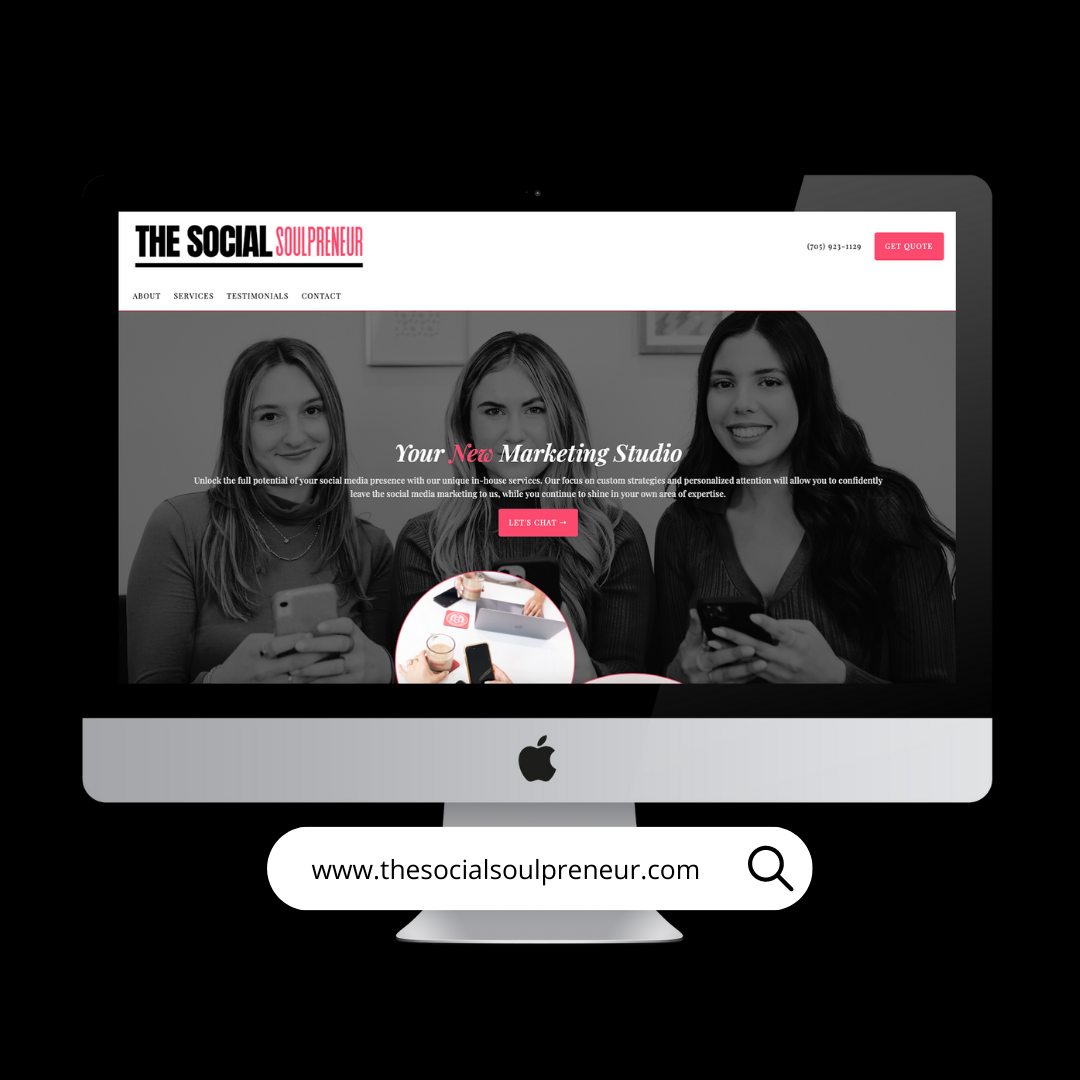 THE SOCIAL SOULPRENEUR
(705) 923-1129
GET QUOTE
ABOUT SERVICES TESTIMONIALS CONTACT
Your New Marketing Studio
Unlock the full potential of your social media presence with our unique in-house services. Our focus on custom strategies and personalized attention will allow you to confidently
leave the social media marketing to us, while you continue to shine in your own area of expertise.
LET'S CHAT →
www.thesocialsoulpreneur.com